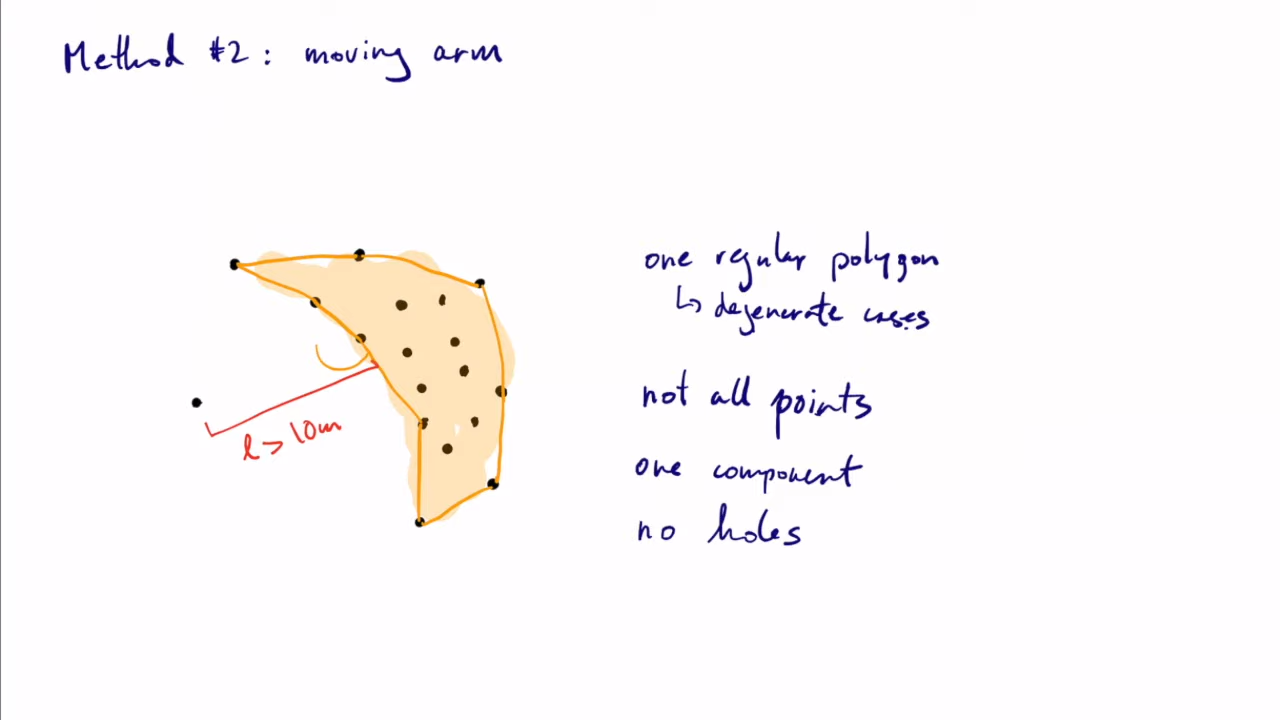 Method #2: moving arm
one regular polygon
↳ degenerate cases
not all points
l > 10m
one component
no holes